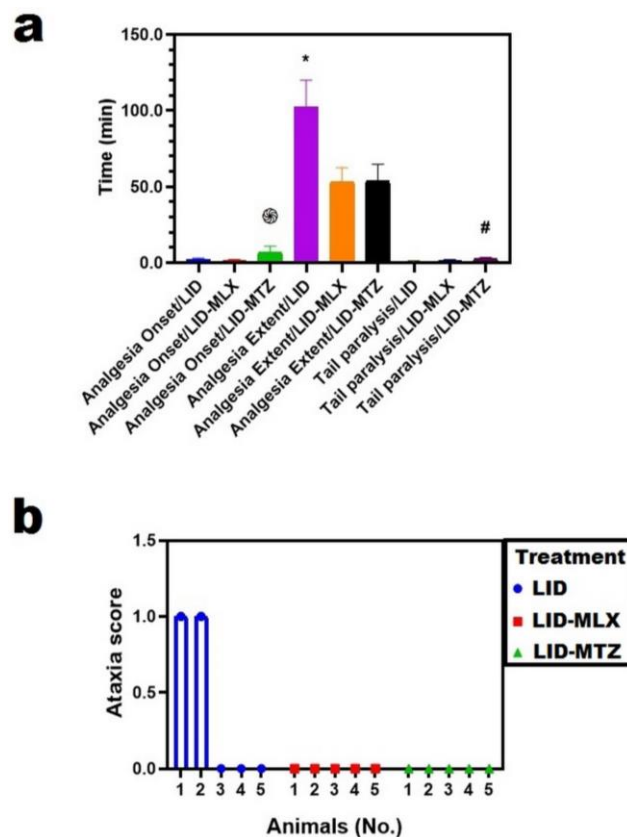 a
150.0
100.0
50.0
0.0
Time (min)
*
#
Analgesia Onset/LID
Analgesia Onset/LID-MLX
Analgesia Onset/LID-MTZ
Analgesia Extent/LID
Analgesia Extent/LID-MLX
Analgesia Extent/LID-MTZ
Tail paralysis/LID
Tail paralysis/LID-MLX
Tail paralysis/LID-MTZ
b
1.5
1.0
0.5
0.0
Ataxia score
1 2 3 4 5 1 2 3 4 5 1 2 3 4 5
Animals (No.)
Treatment
LID
LID-MLX
LID-MTZ